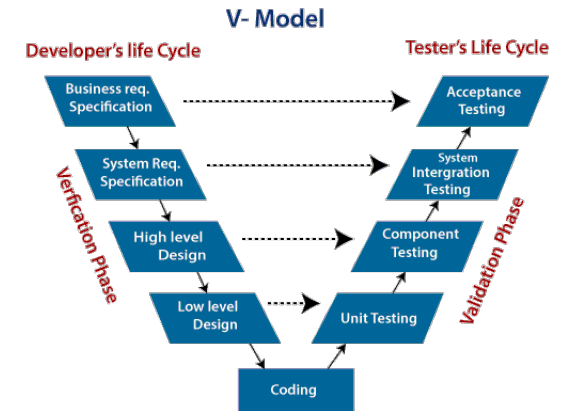 V- Model
Developer's life Cycle
Tester's Life Cycle
Business req.
Specification
Acceptance
Testing
System Req.
Specification
System
Intergration
Testing
High level
Design
Component
Testing
Low level
Design
Unit Testing
Coding
Verfication Phase
Validation Phase